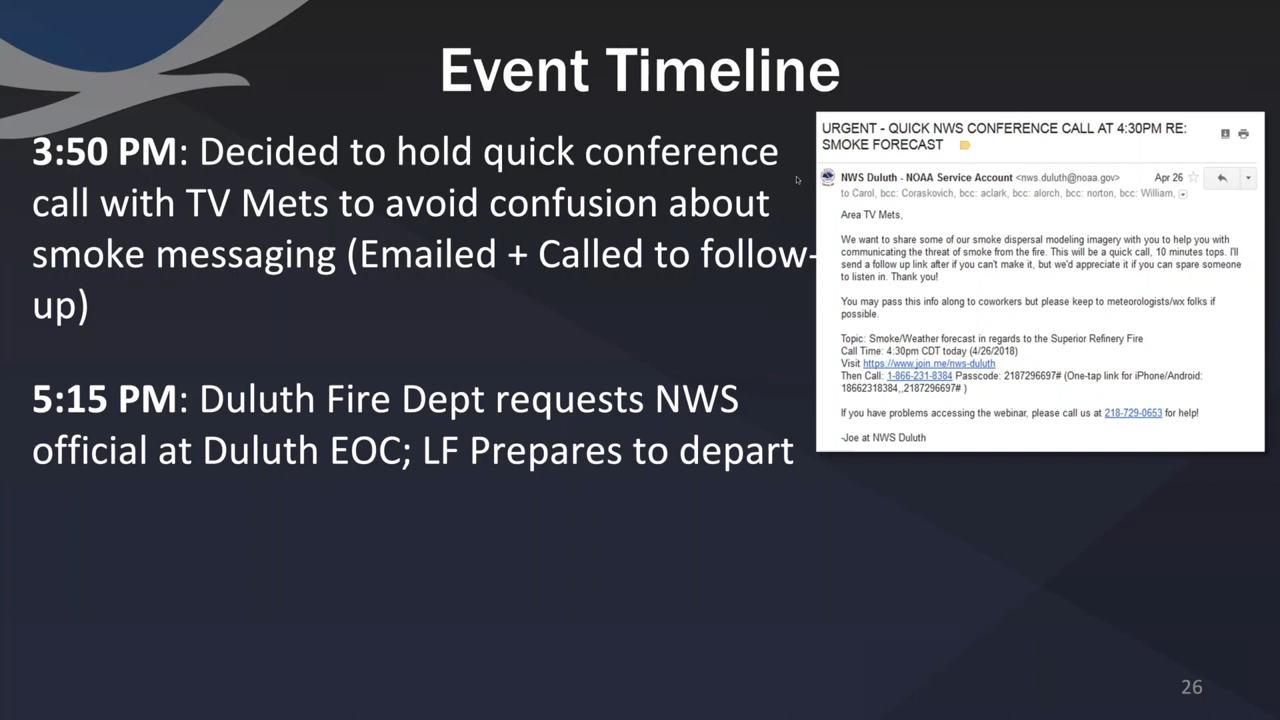 Event Timeline
3:50 PM: Decided to hold quick conference
call with TV Mets to avoid confusion about
smoke messaging (Emailed + Called to follow-
up)
5:15 PM: Duluth Fire Dept requests NWS
official at Duluth EOC; LF Prepares to depart
URGENT - QUICK NWS CONFERENCE CALL AT 4:30PM RE:
SMOKE FORECAST
NWS Duluth - NOAA Service Account <nws.duluth@noaa.gov> Apr 26
to Carol, bcc: Coraskovich, bcc: aclark, bcc: alorch, bcc: norton, bcc: William,
Area TV Mets,
We want to share some of our smoke dispersal modeling imagery with you to help you with
communicating the threat of smoke from the fire. This will be a quick call, 10 minutes tops. I'll
send a follow up link after if you can't make it, but we'd appreciate it if you can spare someone
to listen in. Thank you!
You may pass this info along to coworkers but please keep to meteorologists/wx folks if
possible.
Topic: Smoke/Weather forecast in regards to the Superior Refinery Fire
Call Time: 4:30pm CDT today (4/26/2018)
Visit https://www.join.me/nws-duluth
Then Call: 1-866-231-8384 Passcode: 2187296697# (One-tap link for iPhone/Android:
18662318384,,2187296697# )
If you have problems accessing the webinar, please call us at 218-729-0653 for help!
-Joe at NWS Duluth
26